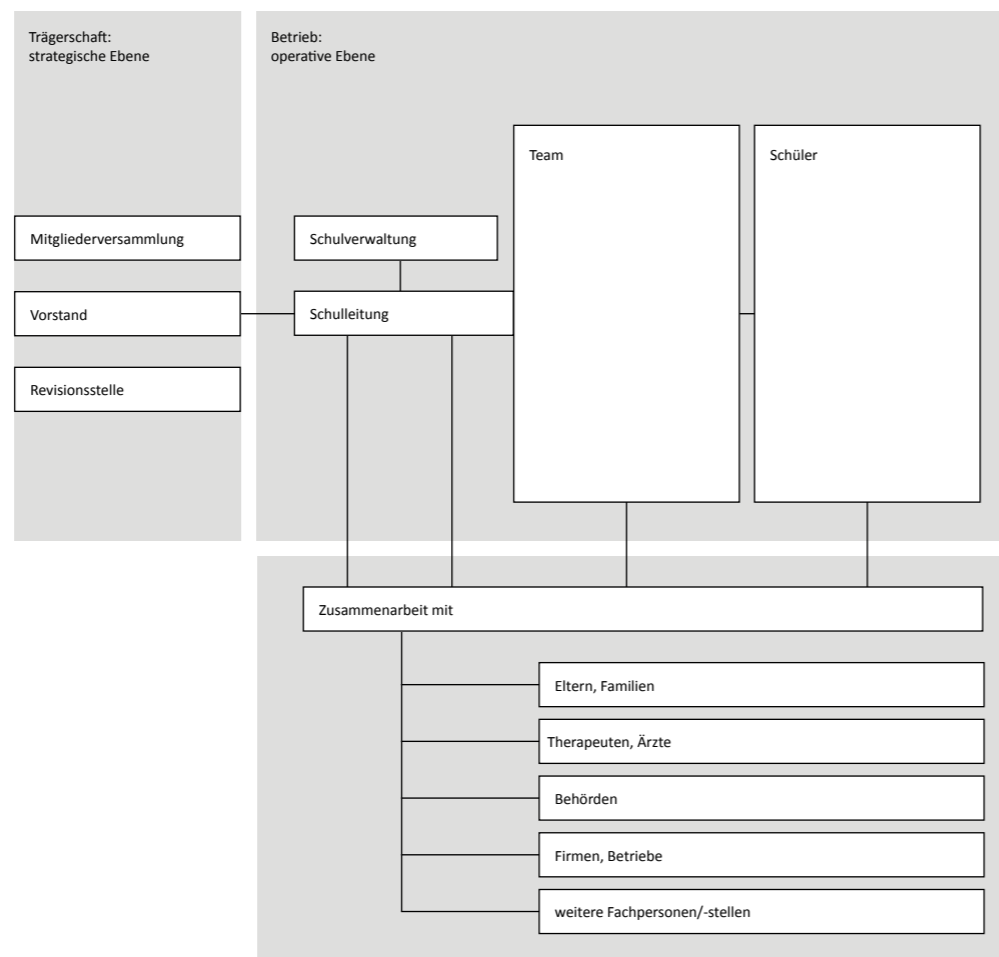 Trägerschaft:
strategische Ebene
Betrieb:
operative Ebene
Team
Schüler
Mitgliederversammlung
Schulverwaltung
Vorstand
Schulleitung
Revisionsstelle
Zusammenarbeit mit
Eltern, Familien
Therapeuten, Ärzte
Behörden
Firmen, Betriebe
weitere Fachpersonen/-stellen